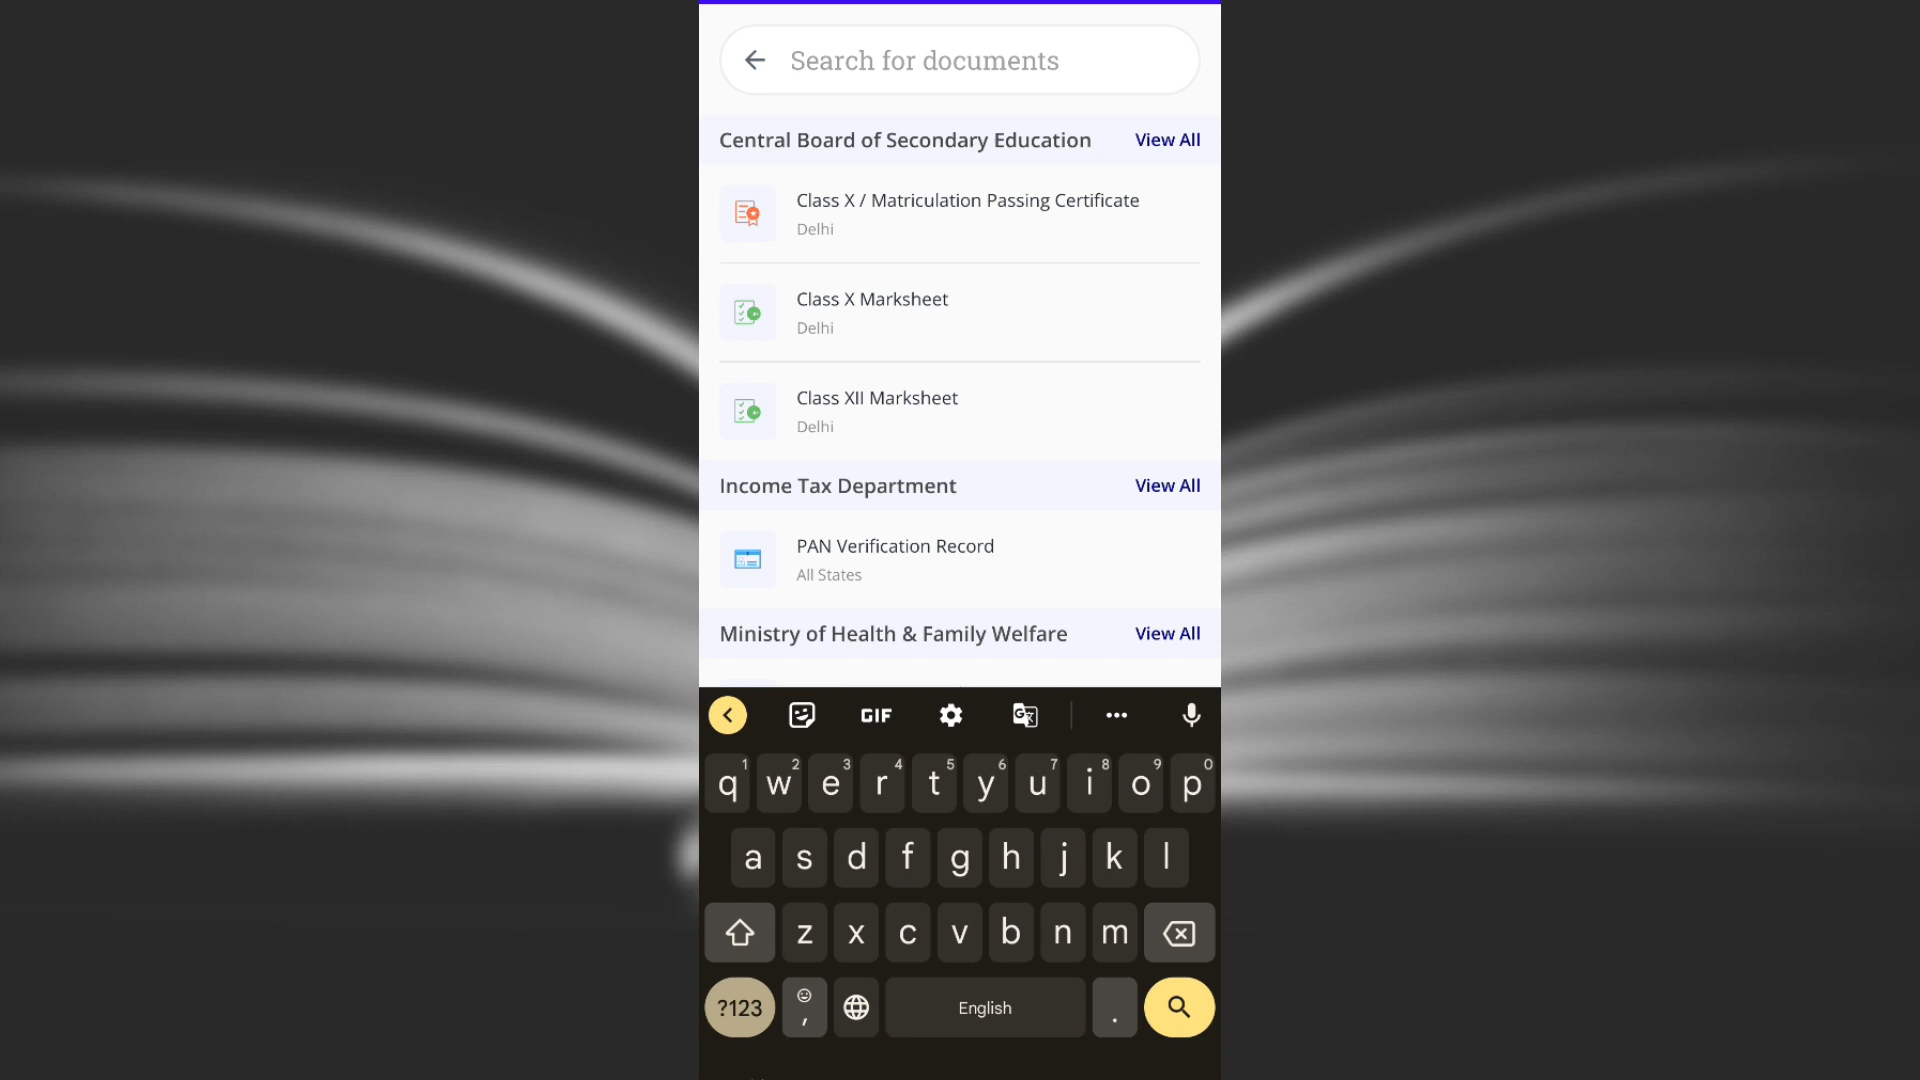 Search for documents
Central Board of Secondary Education View All
Class X / Matriculation Passing Certificate
Delhi
Class X Marksheet
Delhi
Class XII Marksheet
Delhi
Income Tax Department View All
PAN Verification Record
All States
Ministry of Health & Family Welfare View All
GIF
1 2 3 4 5 6 7 8 9 0
q w e r t y u i o p
a s d f g h j k l
z x c v b n m
?123 , English .